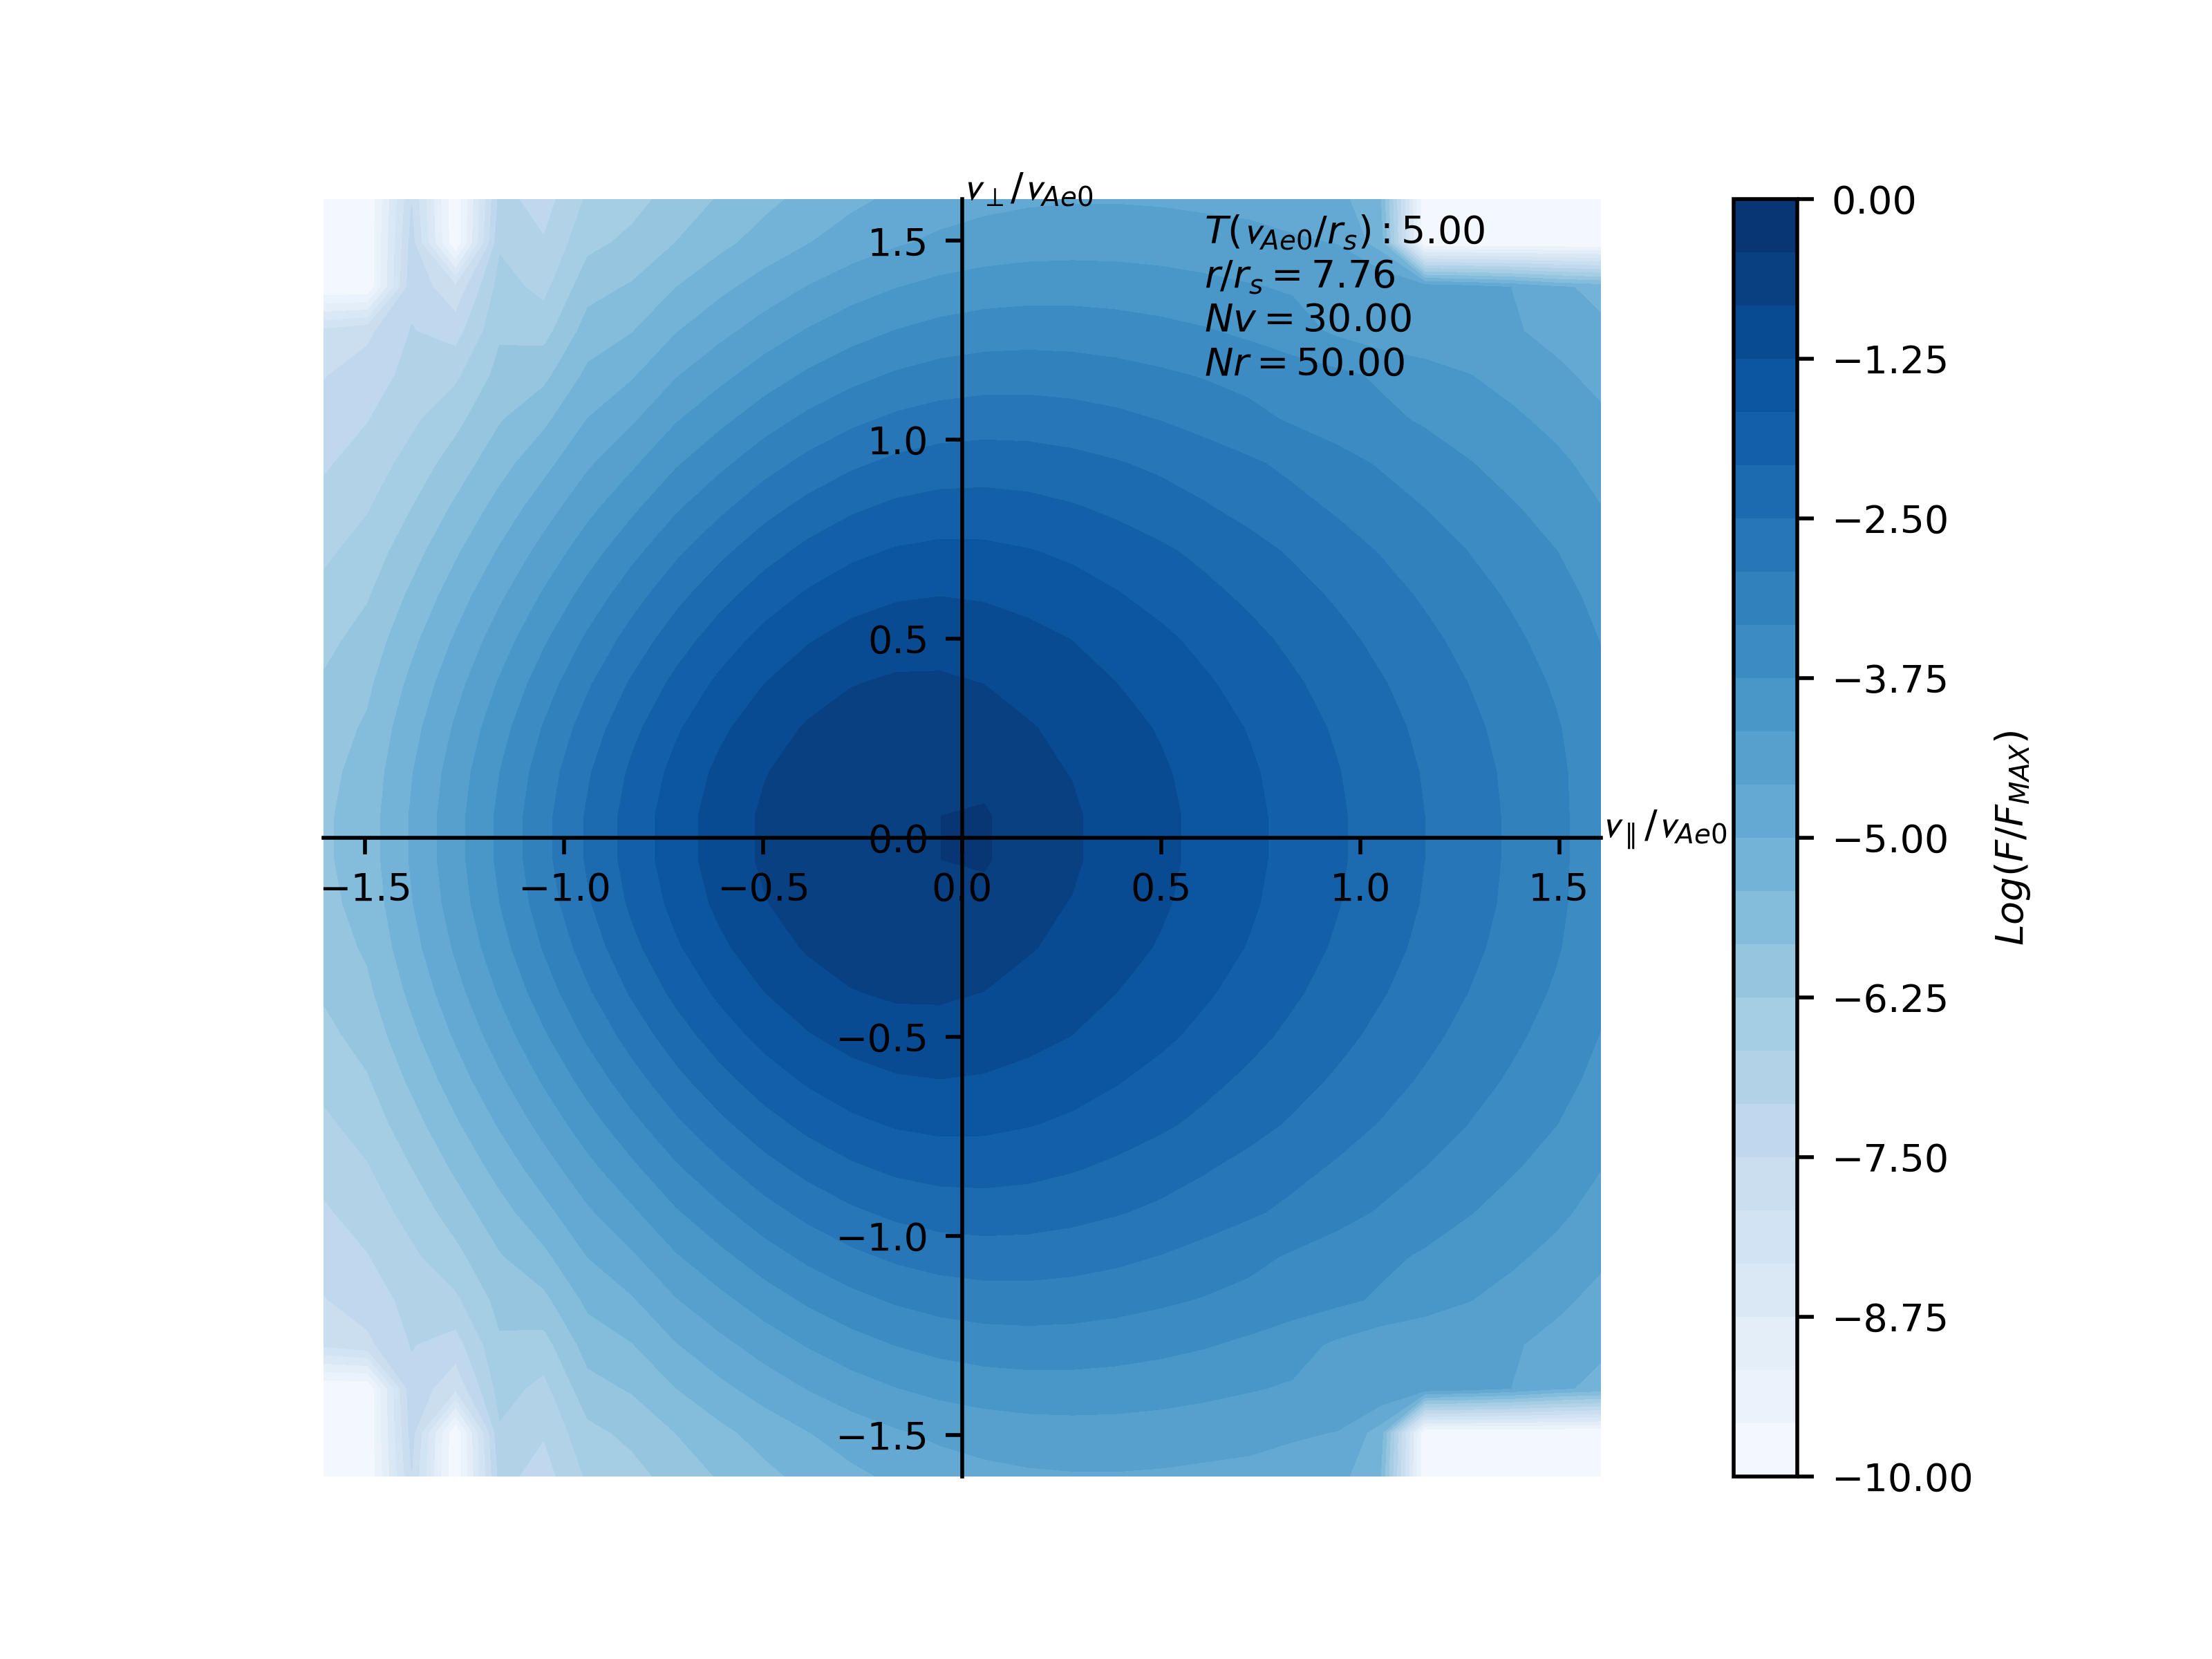 v⊥/vAe0
T(vAe0/rs) : 5.00
r/rs = 7.76
Nv = 30.00
Nr = 50.00
1.5
1.0
0.5
0.0
−0.5
−1.0
−1.5
−1.5 −1.0 −0.5 0.0 0.5 1.0 1.5
v∥/vAe0
0.00
−1.25
−2.50
−3.75
−5.00
−6.25
−7.50
−8.75
−10.00
Log(F/FMAX)